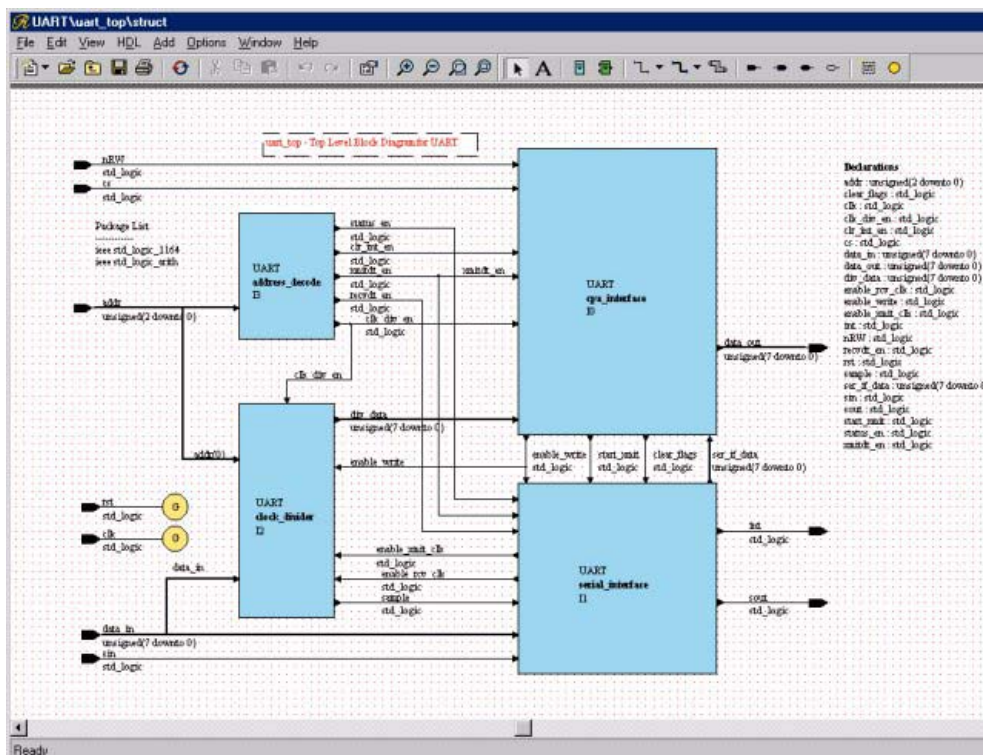 UART\uart_top\struct
File Edit View HDL Add Options Window Help
uart_top - Top Level Block Diagram for UART
nRW
std_logic
cs
std_logic
Package List
------------
ieee std_logic_1164
ieee std_logic_arith
addr
unsigned(2 downto 0)
UART
address_decode
I3
status_en
std_logic
clr_int_en
std_logic
xmitdt_en
std_logic
recvdt_en
std_logic
clk_div_en
std_logic
xmitdt_en
clk_div_en
UART
cpu_interface
I0
data_out
unsigned(7 downto 0)
Declarations
addr : unsigned(2 downto 0)
clear_flags : std_logic
clk : std_logic
clk_div_en : std_logic
clr_int_en : std_logic
cs : std_logic
data_in : unsigned(7 downto 0)
data_out : unsigned(7 downto 0)
div_data : unsigned(7 downto 0)
enable_rcv_clk : std_logic
enable_write : std_logic
enable_xmit_clk : std_logic
int : std_logic
nRW : std_logic
recvdt_en : std_logic
rst : std_logic
sample : std_logic
ser_if_data : unsigned(7 downto 0
sin : std_logic
sout : std_logic
start_xmit : std_logic
status_en : std_logic
xmitdt_en : std_logic
addr(0)
UART
clock_divider
I2
div_data
unsigned(7 downto 0)
enable_write
enable_write
std_logic
start_xmit
std_logic
clear_flags
std_logic
ser_if_data
unsigned(7 downto 0)
rst
std_logic
G
clk
std_logic
G
data_in
enable_xmit_clk
std_logic
enable_rcv_clk
std_logic
sample
std_logic
UART
serial_interface
I1
int
std_logic
sout
std_logic
data_in
unsigned(7 downto 0)
sin
std_logic
Ready